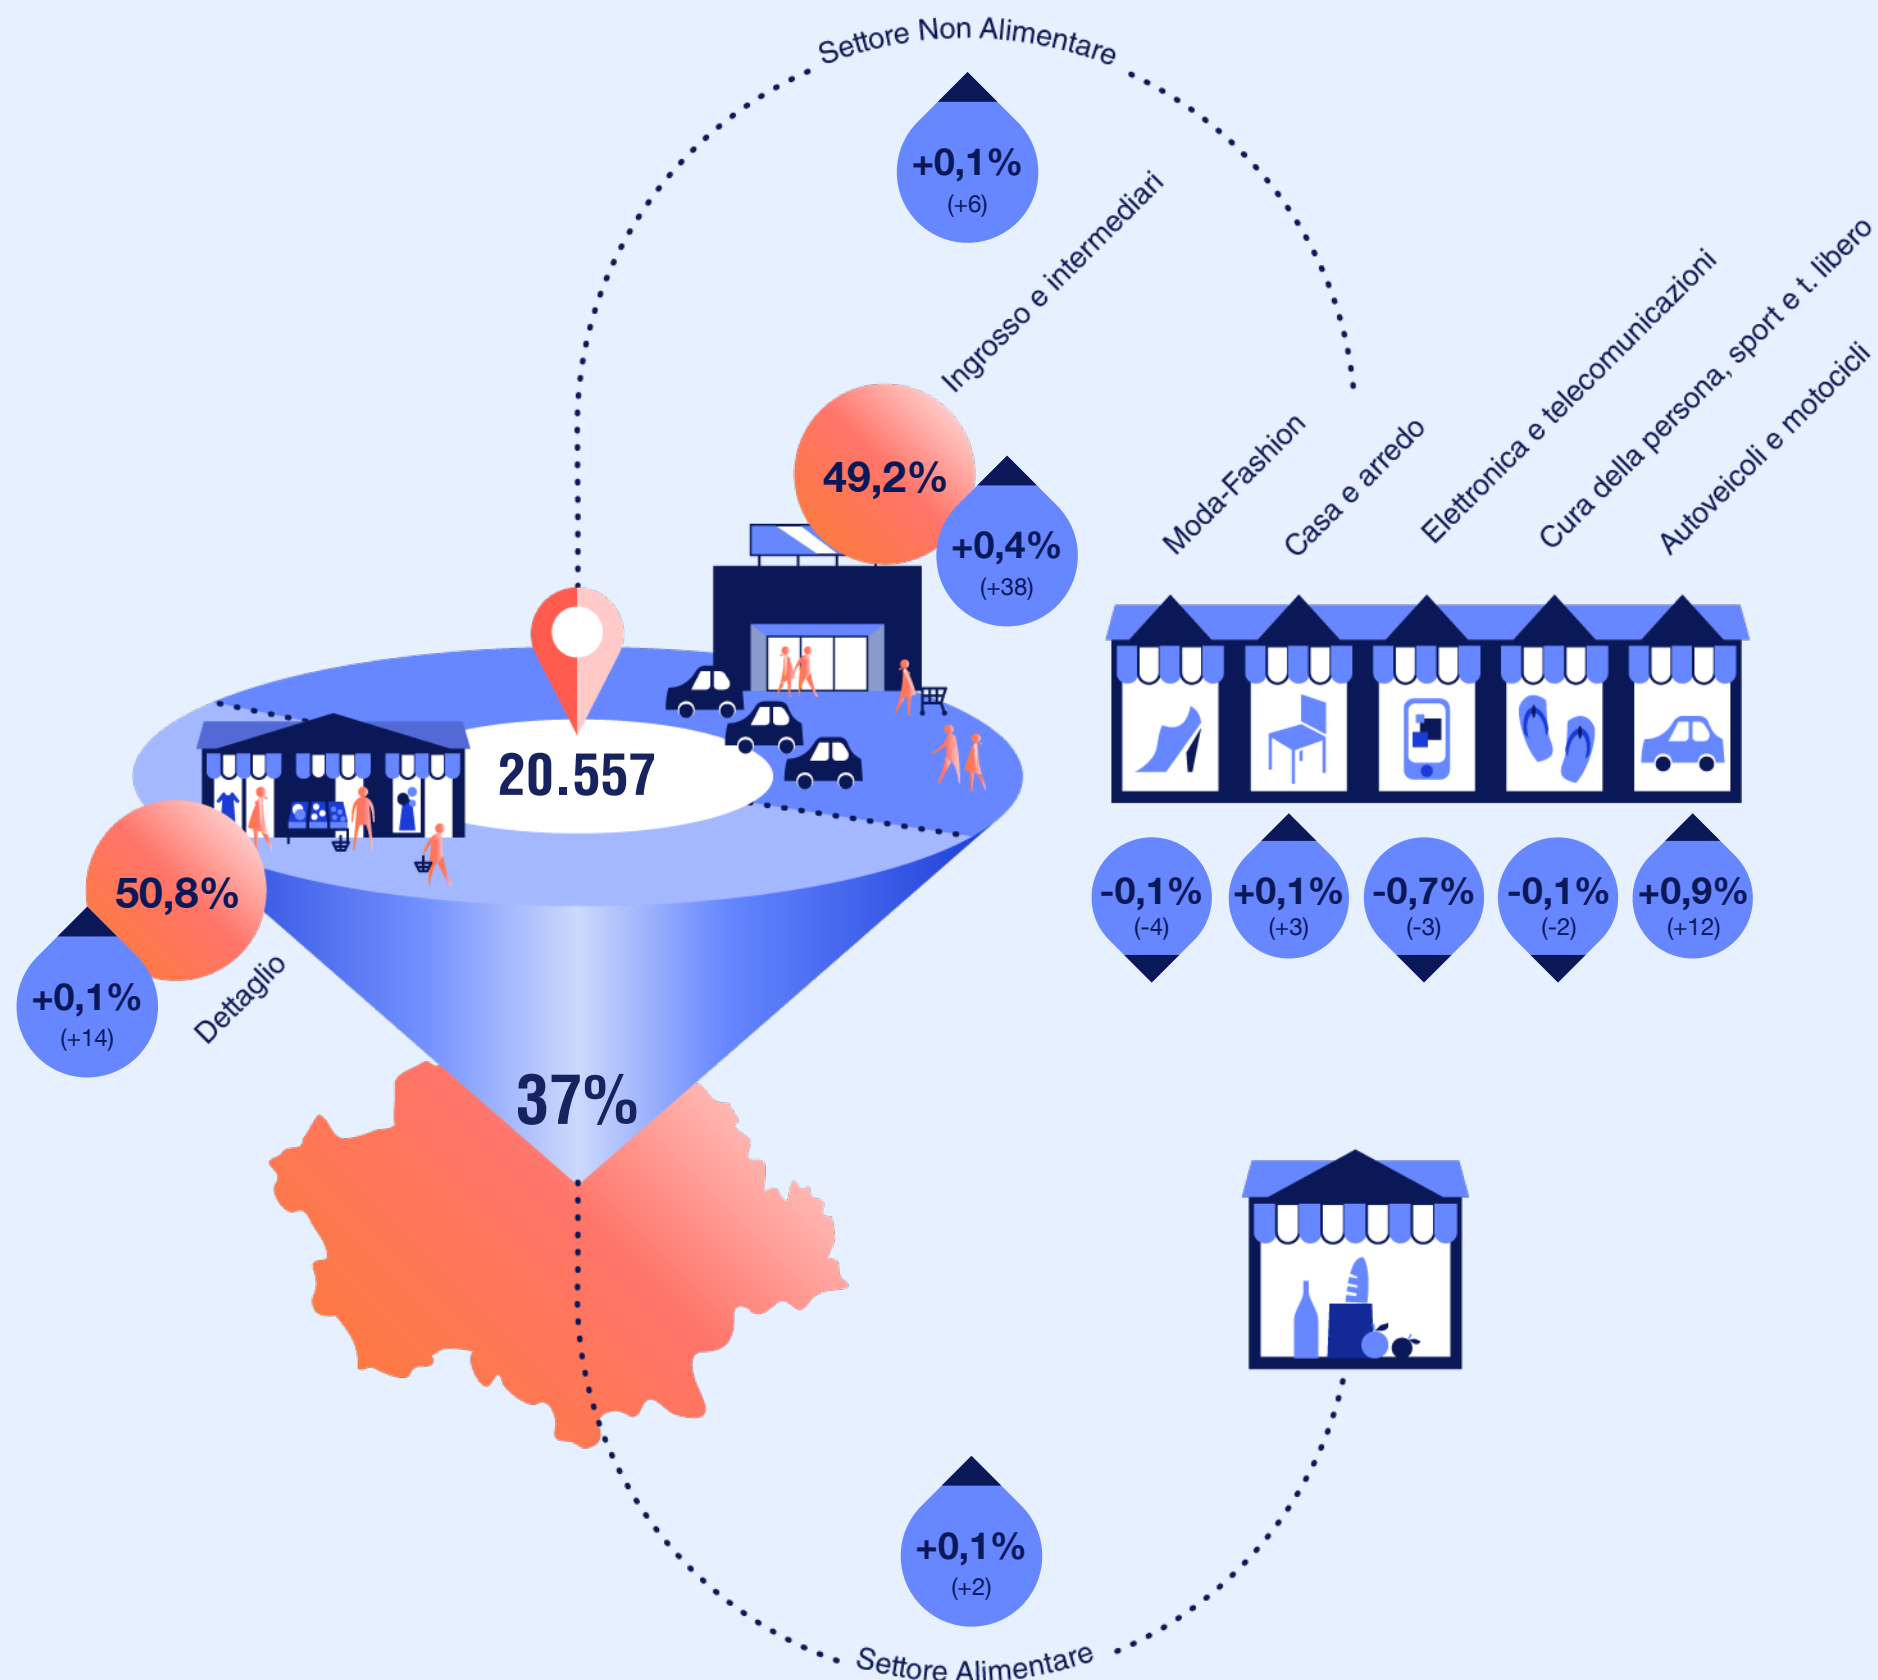 Settore Non Alimentare
+0,1%
(+6)
Ingrosso e intermediari
49,2%
+0,4%
(+38)
Moda-Fashion
Casa e arredo
Elettronica e telecomunicazioni
Cura della persona, sport e t. libero
Autoveicoli e motocicli
20.557
-0,1%
(-4)
+0,1%
(+3)
-0,7%
(-3)
-0,1%
(-2)
+0,9%
(+12)
50,8%
+0,1%
(+14)
Dettaglio
37%
+0,1%
(+2)
Settore Alimentare